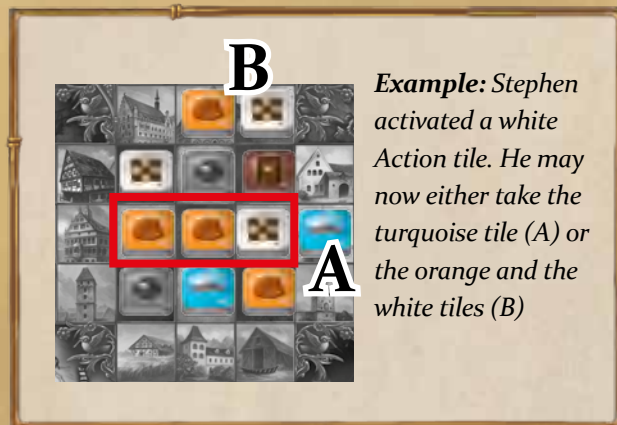 B
Example: Stephen
activated a white
Action tile. He may
now either take the
turquoise tile (A) or
the orange and the
white tiles (B)
A